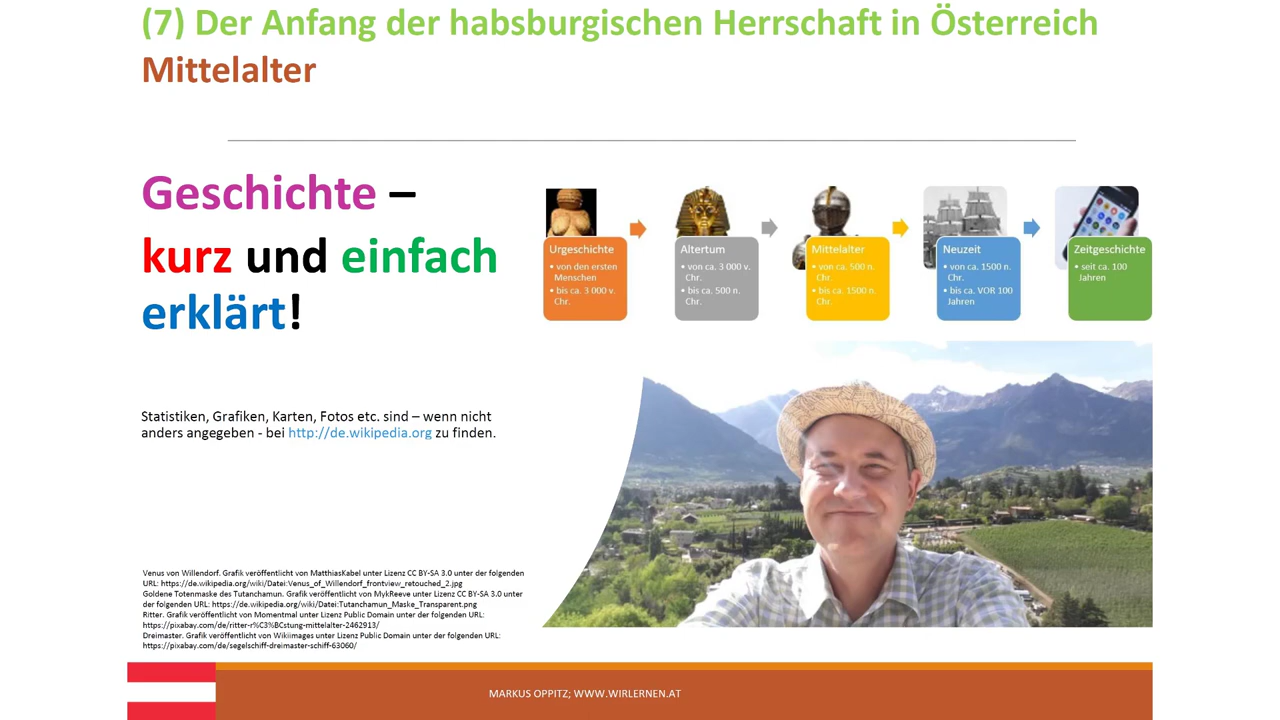 (7) Der Anfang der habsburgischen Herrschaft in Österreich
Mittelalter
Geschichte –
kurz und einfach
erklärt!
Urgeschichte
• von den ersten
Menschen
• bis ca. 3 000 v.
Chr.
Altertum
• von ca. 3 000 v.
Chr.
• bis ca. 500 n.
Chr.
Mittelalter
• von ca. 500 n.
Chr.
• bis ca. 1500 n.
Chr.
Neuzeit
• von ca. 1500 n.
Chr.
• bis ca. VOR 100
Jahren
Zeitgeschichte
• seit ca. 100
Jahren
Statistiken, Grafiken, Karten, Fotos etc. sind – wenn nicht
anders angegeben - bei http://de.wikipedia.org zu finden.
Venus von Willendorf. Grafik veröffentlicht von MatthiasKabel unter Lizenz CC BY-SA 3.0 unter der folgenden
URL: https://de.wikipedia.org/wiki/Datei:Venus_of_Willendorf_frontview_retouched_2.jpg
Goldene Totenmaske des Tutanchamun. Grafik veröffentlicht von MykReeve unter Lizenz CC BY-SA 3.0 unter
der folgenden URL: https://de.wikipedia.org/wiki/Datei:Tutanchamun_Maske_Transparent.png
Ritter. Grafik veröffentlicht von Momentmal unter Lizenz Public Domain unter der folgenden URL:
https://pixabay.com/de/ritter-r%C3%BCstung-mittelalter-2462913/
Dreimaster. Grafik veröffentlicht von Wikiimages unter Lizenz Public Domain unter der folgenden URL:
https://pixabay.com/de/segelschiff-dreimaster-schiff-63060/
MARKUS OPPITZ; WWW.WIRLERNEN.AT